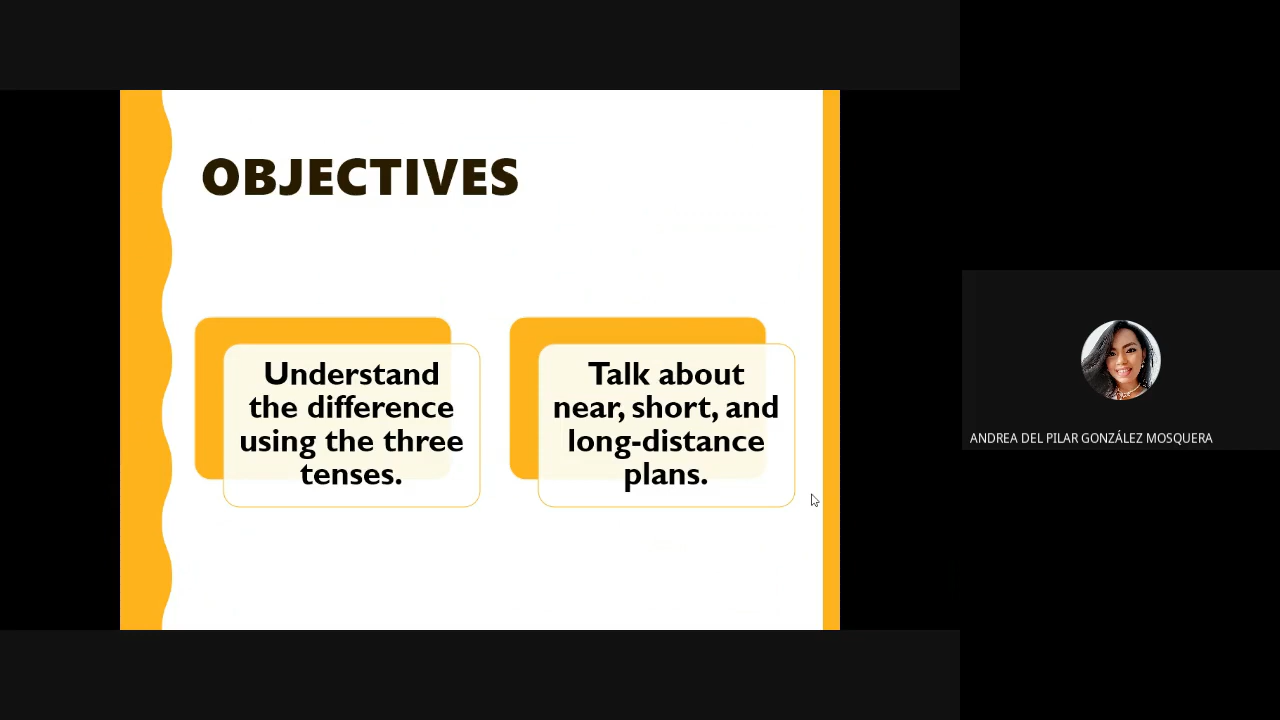 OBJECTIVES
Understand
the difference
using the three
tenses.
Talk about
near, short, and
long-distance
plans.
ANDREA DEL PILAR GONZÁLEZ MOSQUERA